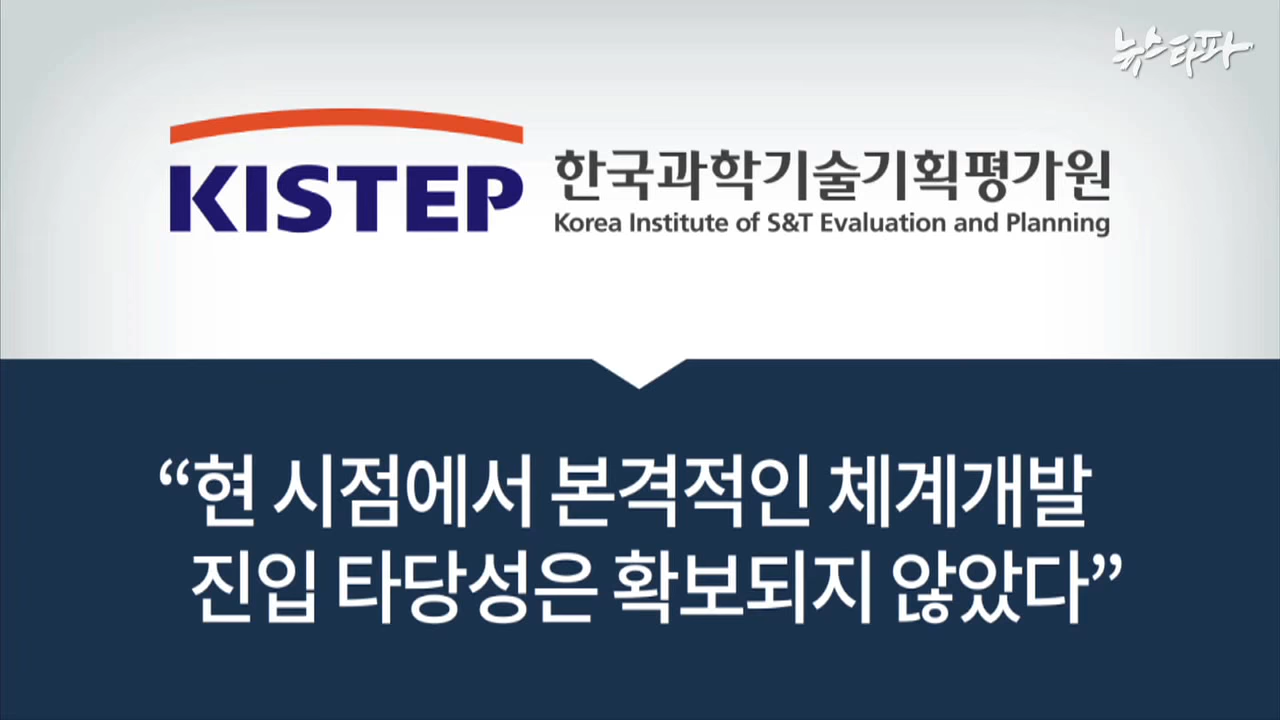 뉴스타파
KISTEP 한국과학기술기획평가원
Korea Institute of S&T Evaluation and Planning
“현 시점에서 본격적인 체계개발
진입 타당성은 확보되지 않았다”